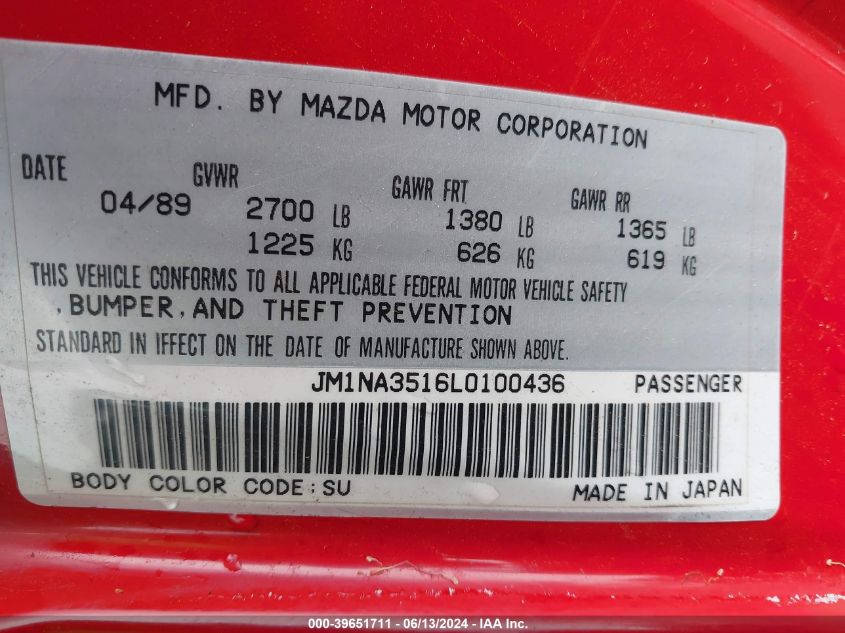 MFD. BY MAZDA MOTOR CORPORATION
DATE GVWR GAWR FRT GAWR RR
04/89 2700 LB 1380 LB 1365 LB
1225 KG 626 KG 619 KG
THIS VEHICLE CONFORMS TO ALL APPLICABLE FEDERAL MOTOR VEHICLE SAFETY
,BUMPER,AND THEFT PREVENTION
STANDARD IN IFFECT ON THE DATE OF MANUFACTURE SHOWN ABOVE.
JM1NA3516L0100436 PASSENGER
BODY COLOR CODE:SU MADE IN JAPAN
000-39651711 - 06/13/2024 - IAA Inc.